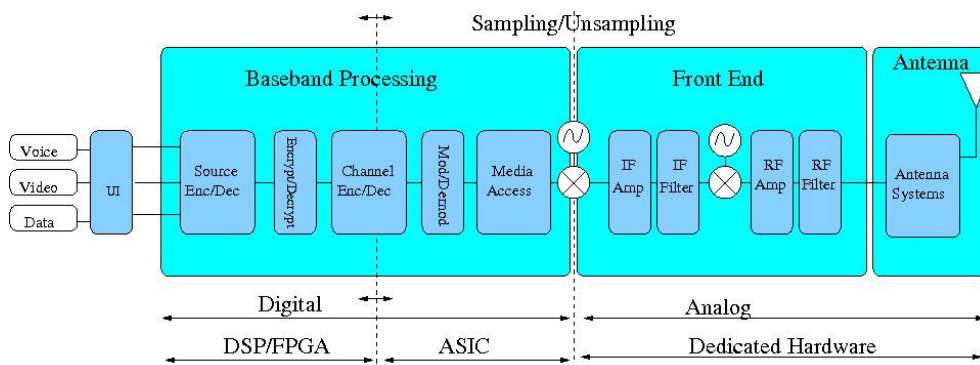 Sampling/Unsampling
Baseband Processing
Front End
Antenna
Voice
Video
Data
UI
Source
Enc/Dec
Encrypt/Decrypt
Channel
Enc/Dec
Mod/Demod
Media
Access
IF
Amp
IF
Filter
RF
Amp
RF
Filter
Antenna
Systems
Digital
Analog
DSP/FPGA
ASIC
Dedicated Hardware